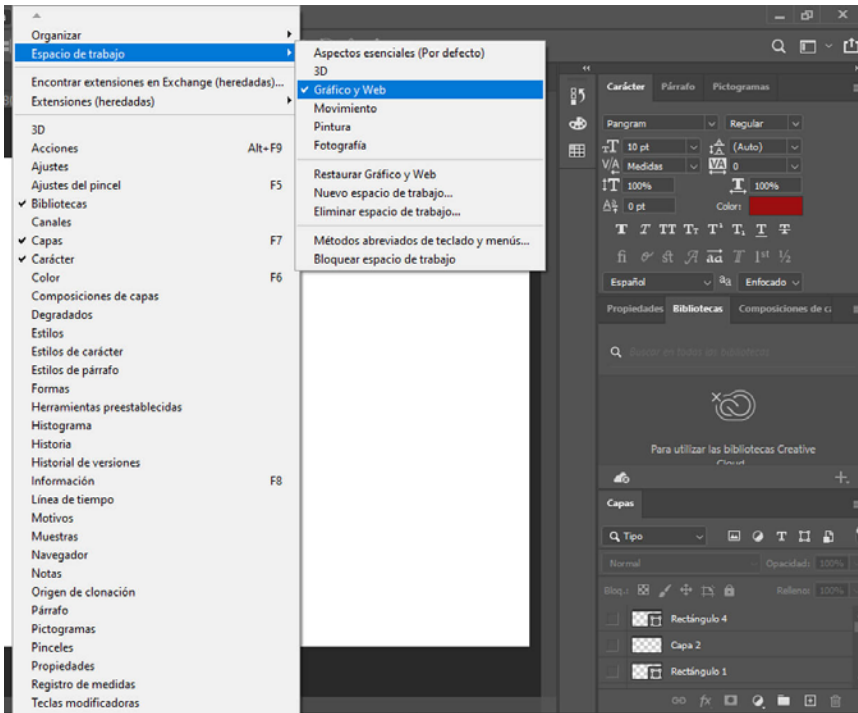 Organizar
Espacio de trabajo
Encontrar extensiones en Exchange (heredadas)...
Extensiones (heredadas)
3D
Acciones Alt+F9
Ajustes
Ajustes del pincel F5
Bibliotecas
Canales
Capas F7
Carácter
Color F6
Composiciones de capas
Degradados
Estilos
Estilos de carácter
Estilos de párrafo
Formas
Herramientas preestablecidas
Histograma
Historia
Historial de versiones
Información F8
Línea de tiempo
Motivos
Muestras
Navegador
Notas
Origen de clonación
Párrafo
Pictogramas
Pinceles
Propiedades
Registro de medidas
Teclas modificadoras
Aspectos esenciales (Por defecto)
3D
Gráfico y Web
Movimiento
Pintura
Fotografía
Restaurar Gráfico y Web
Nuevo espacio de trabajo...
Eliminar espacio de trabajo...
Métodos abreviados de teclado y menús...
Bloquear espacio de trabajo
Carácter Párrafo Pictogramas
Pangram Regular
10 pt (Auto)
Medidas 0
100% 100%
0 pt Color:
Español Enfocado
Propiedades Bibliotecas Composiciones de
Buscar en todas las bibliotecas
Para utilizar las bibliotecas Creative
Cloud
Capas
Tipo
Normal Opacidad: 100%
Bloq.: Relleno: 100%
Rectángulo 4
Capa 2
Rectángulo 1
fx